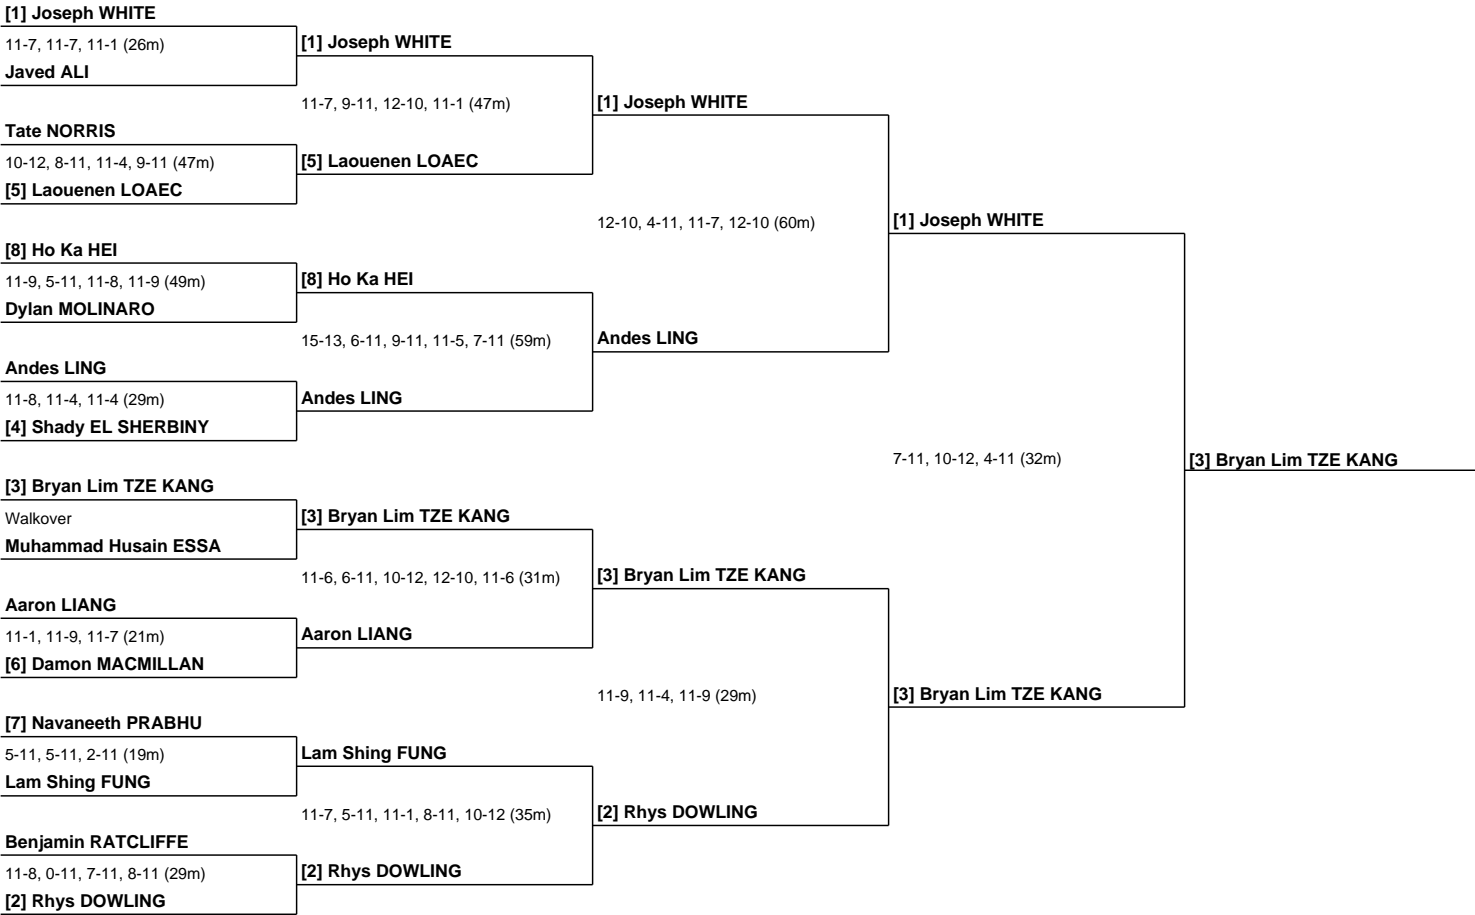 [1] Joseph WHITE
11-7, 11-7, 11-1 (26m)
Javed ALI
Tate NORRIS
10-12, 8-11, 11-4, 9-11 (47m)
[5] Laouenen LOAEC
[8] Ho Ka HEI
11-9, 5-11, 11-8, 11-9 (49m)
Dylan MOLINARO
Andes LING
11-8, 11-4, 11-4 (29m)
[4] Shady EL SHERBINY
[3] Bryan Lim TZE KANG
Walkover
Muhammad Husain ESSA
Aaron LIANG
11-1, 11-9, 11-7 (21m)
[6] Damon MACMILLAN
[7] Navaneeth PRABHU
5-11, 5-11, 2-11 (19m)
Lam Shing FUNG
Benjamin RATCLIFFE
11-8, 0-11, 7-11, 8-11 (29m)
[2] Rhys DOWLING
[1] Joseph WHITE
11-7, 9-11, 12-10, 11-1 (47m)
[5] Laouenen LOAEC
[8] Ho Ka HEI
15-13, 6-11, 9-11, 11-5, 7-11 (59m)
Andes LING
[3] Bryan Lim TZE KANG
11-6, 6-11, 10-12, 12-10, 11-6 (31m)
Aaron LIANG
Lam Shing FUNG
11-7, 5-11, 11-1, 8-11, 10-12 (35m)
[2] Rhys DOWLING
[1] Joseph WHITE
12-10, 4-11, 11-7, 12-10 (60m)
Andes LING
[3] Bryan Lim TZE KANG
11-9, 11-4, 11-9 (29m)
[2] Rhys DOWLING
[1] Joseph WHITE
7-11, 10-12, 4-11 (32m)
[3] Bryan Lim TZE KANG
[3] Bryan Lim TZE KANG